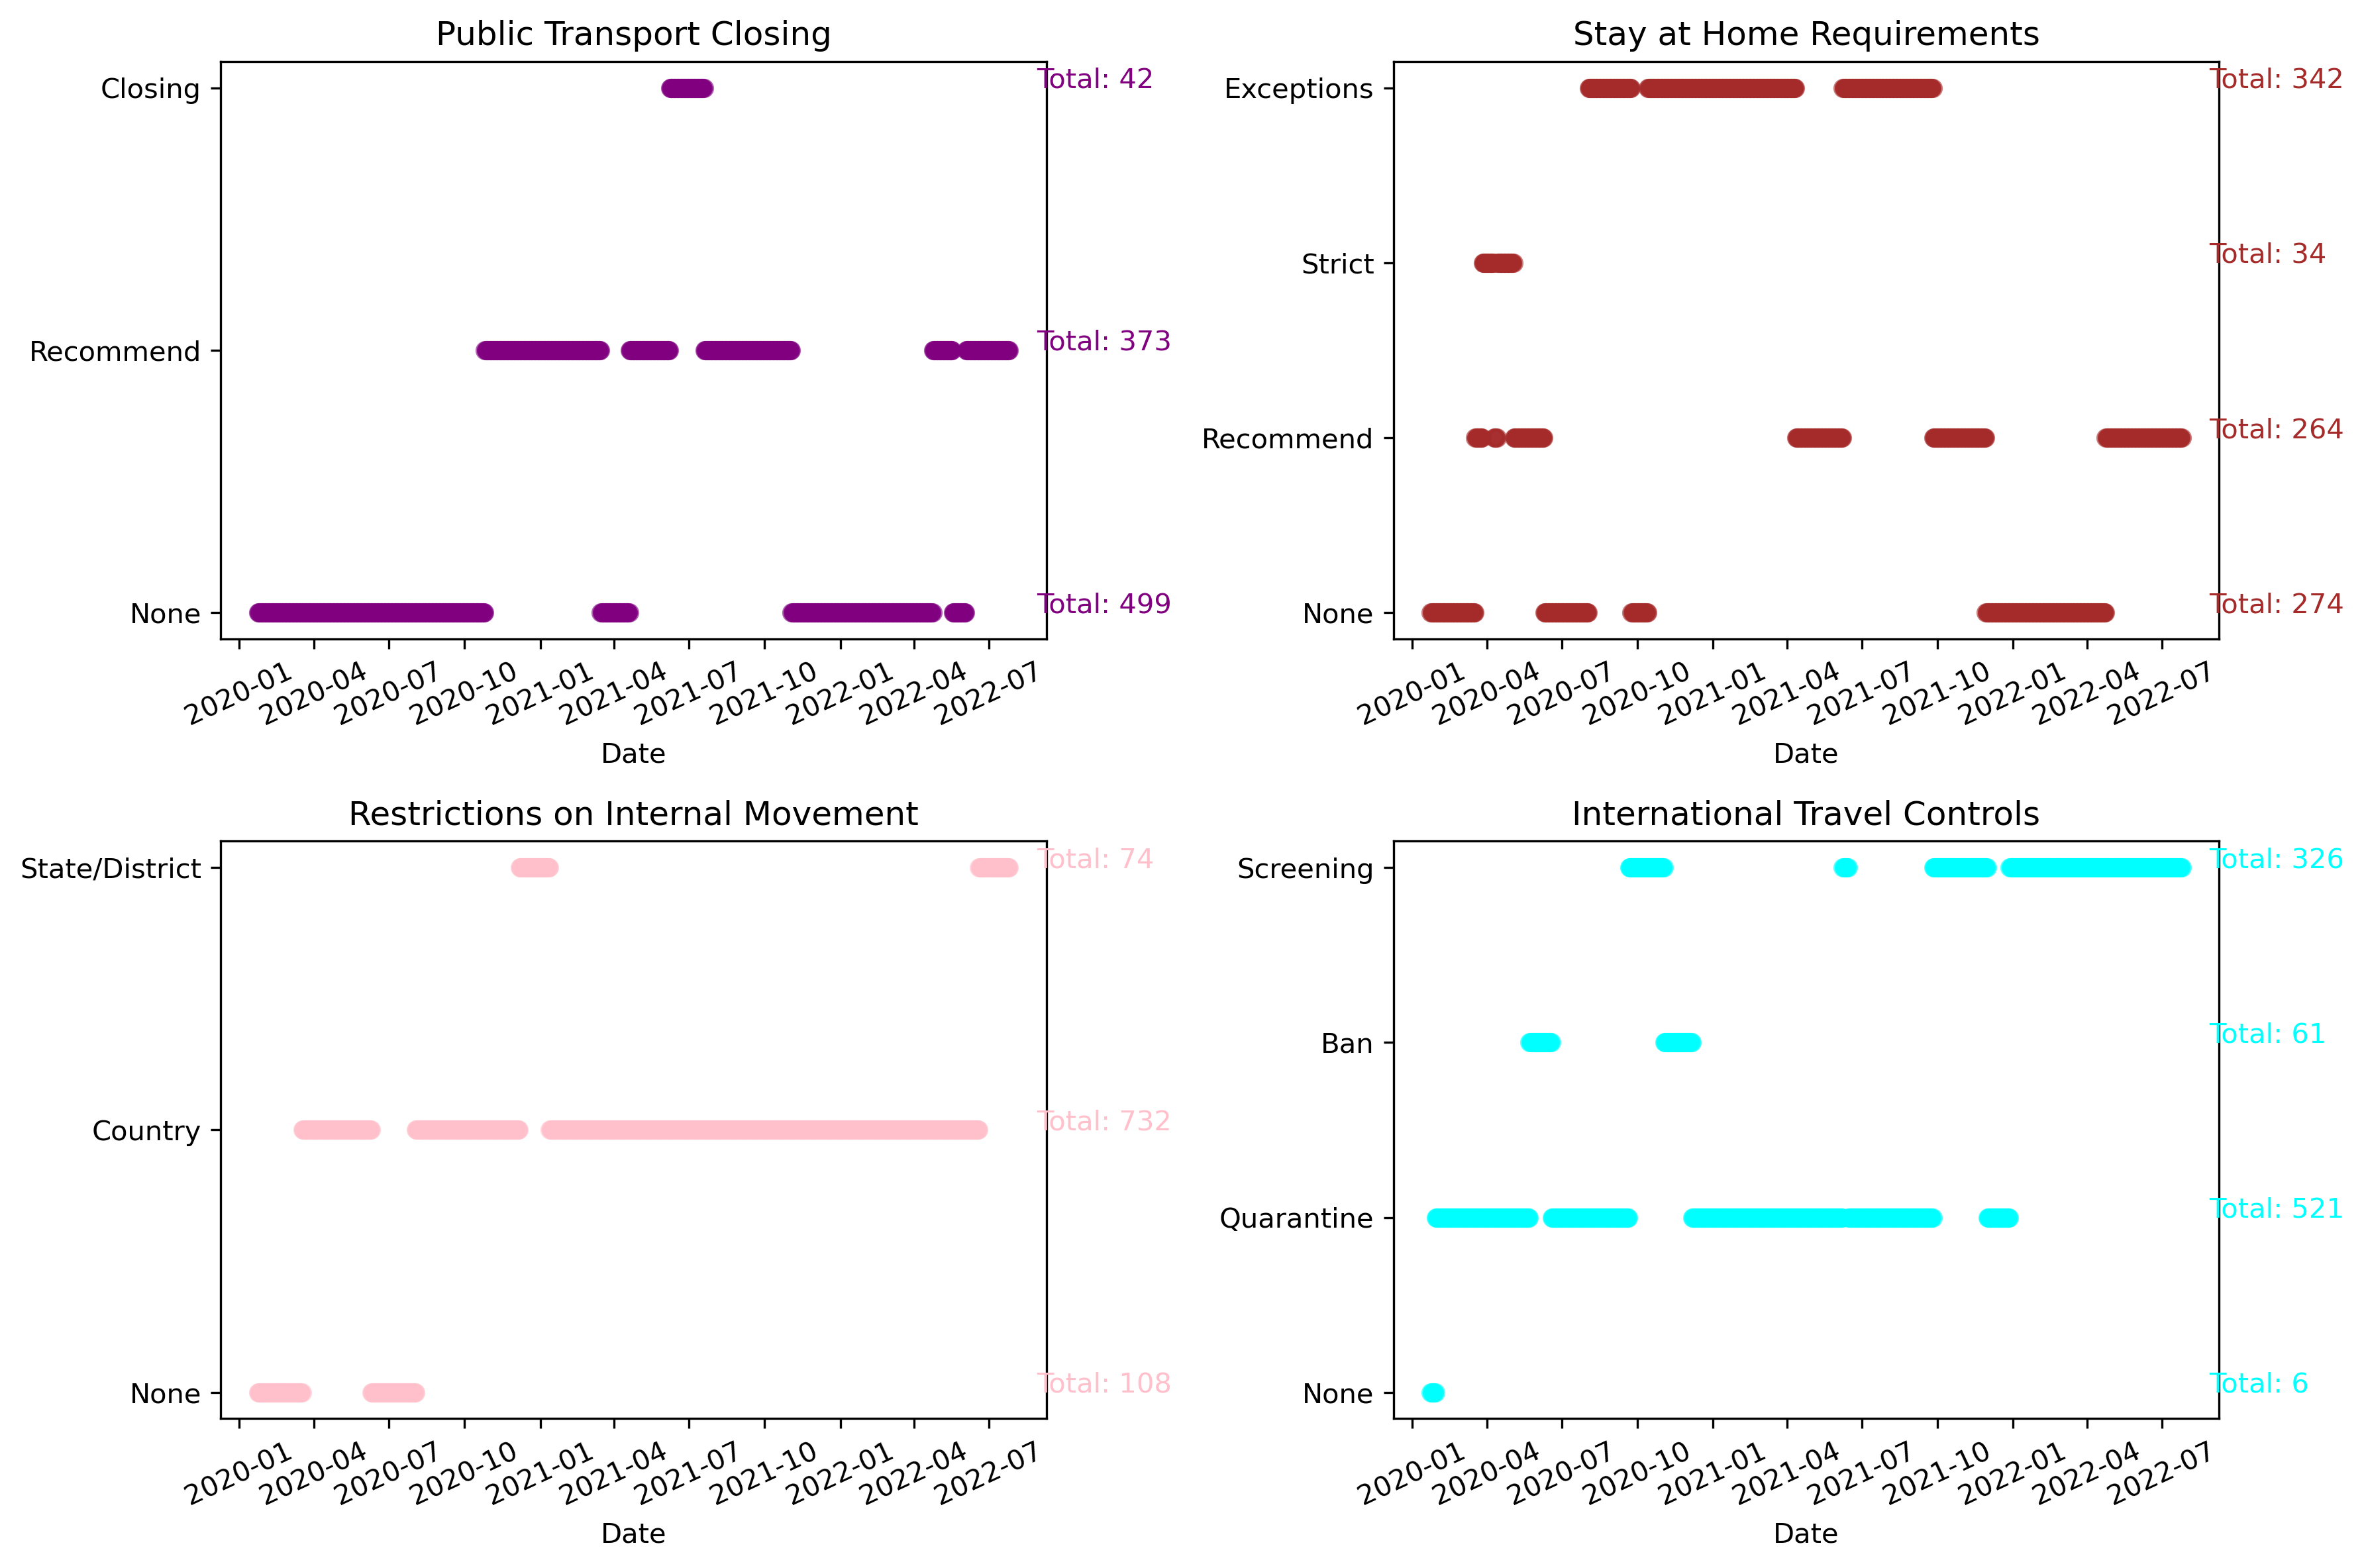 Public Transport Closing
Closing
Recommend
None
Total: 42
Total: 373
Total: 499
2020-01
2020-04
2020-07
2020-10
2021-01
2021-04
2021-07
2021-10
2022-01
2022-04
2022-07
Date
Stay at Home Requirements
Exceptions
Strict
Recommend
None
Total: 342
Total: 34
Total: 264
Total: 274
2020-01
2020-04
2020-07
2020-10
2021-01
2021-04
2021-07
2021-10
2022-01
2022-04
2022-07
Date
Restrictions on Internal Movement
State/District
Country
None
Total: 74
Total: 732
Total: 108
2020-01
2020-04
2020-07
2020-10
2021-01
2021-04
2021-07
2021-10
2022-01
2022-04
2022-07
Date
International Travel Controls
Screening
Ban
Quarantine
None
Total: 326
Total: 61
Total: 521
Total: 6
2020-01
2020-04
2020-07
2020-10
2021-01
2021-04
2021-07
2021-10
2022-01
2022-04
2022-07
Date